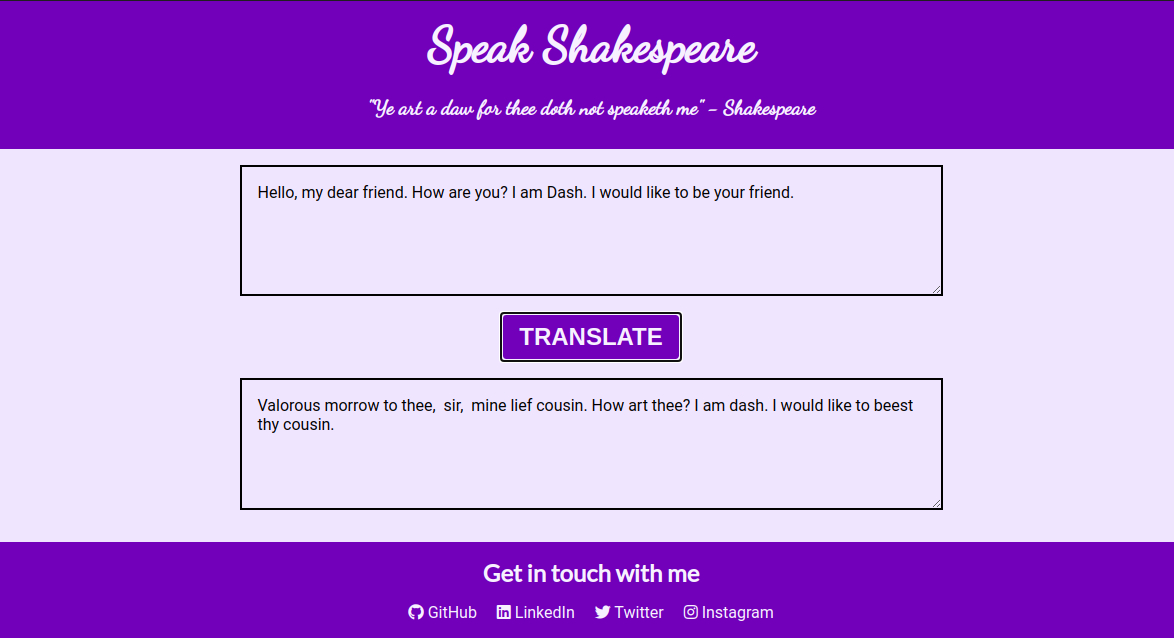 Speak Shakespeare
"Ye art a daw for thee doth not speaketh me" - Shakespeare
Hello, my dear friend. How are you? I am Dash. I would like to be your friend.
TRANSLATE
Valorous morrow to thee,  sir,  mine lief cousin. How art thee? I am dash. I would like to beest
thy cousin.
Get in touch with me
GitHub LinkedIn Twitter Instagram